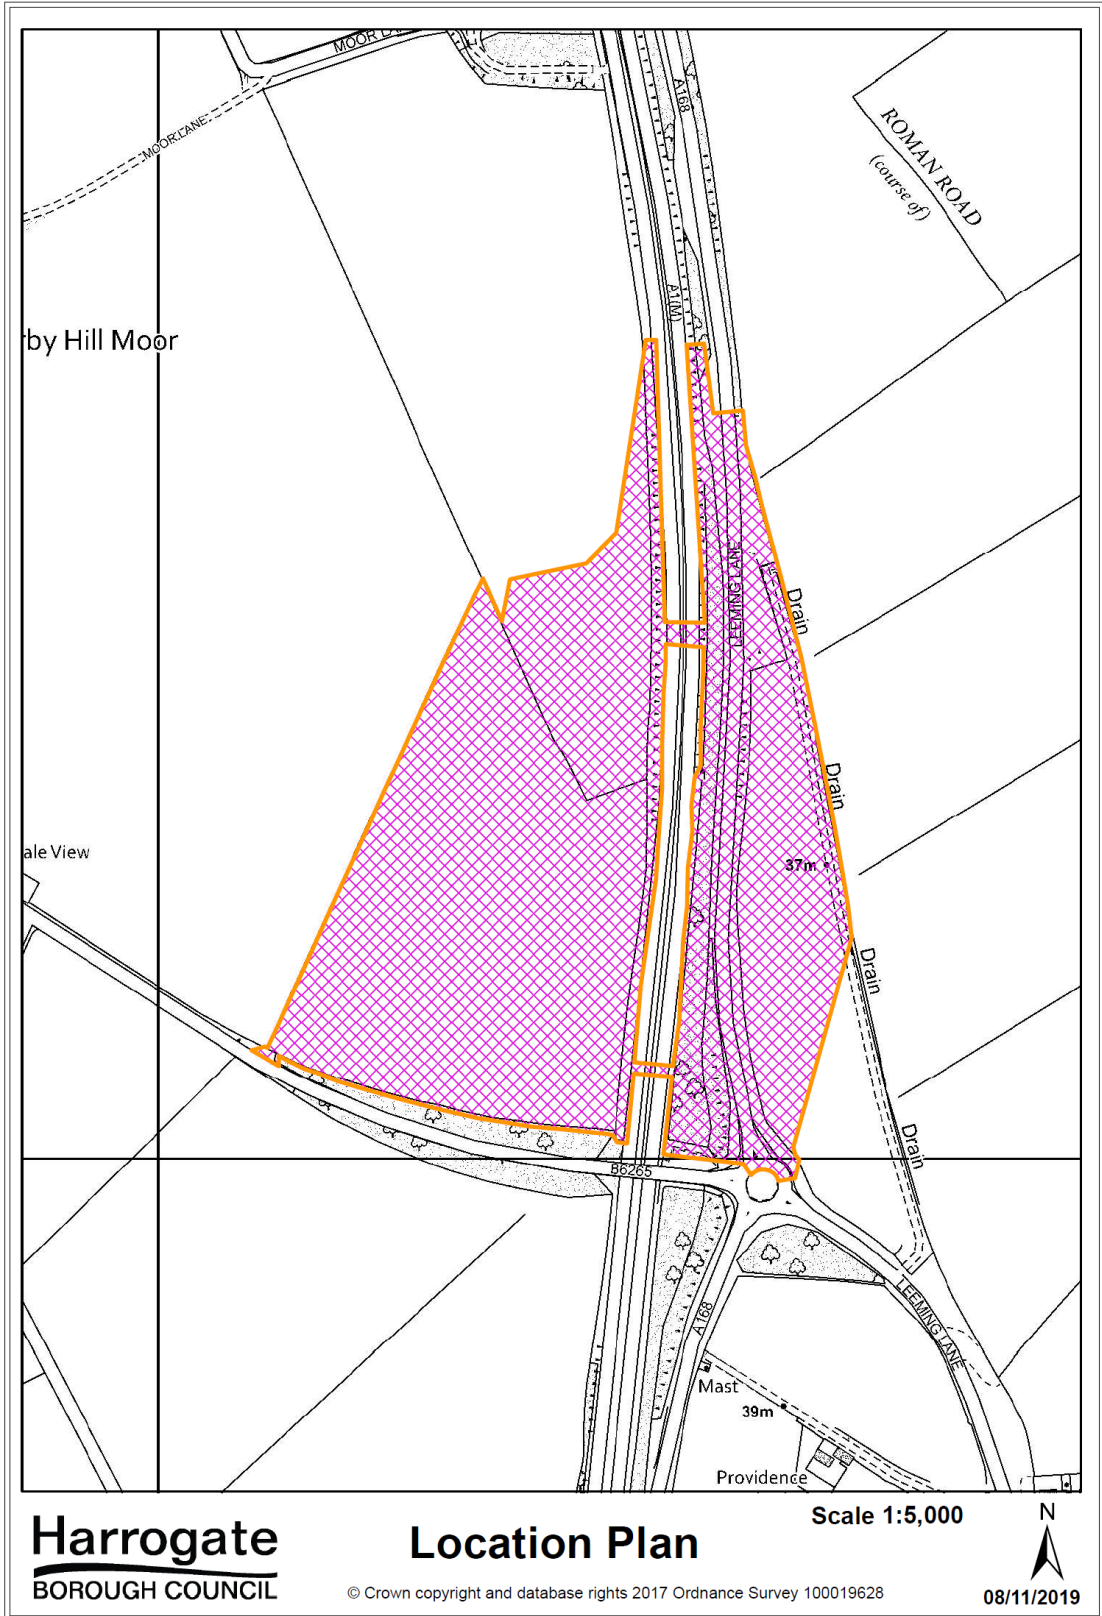 MOOR LA
A168
MOOR LANE
ROMAN ROAD
(course of)
A1(M)
rby Hill Moor
LEEMING LANE
Drain
Drain
ale View
37m
Drain
Drain
B6265
A168
LEEMING LANE
Mast
39m
Providence
Harrogate
BOROUGH COUNCIL
Location Plan
Scale 1:5,000
N
© Crown copyright and database rights 2017 Ordnance Survey 100019628
08/11/2019